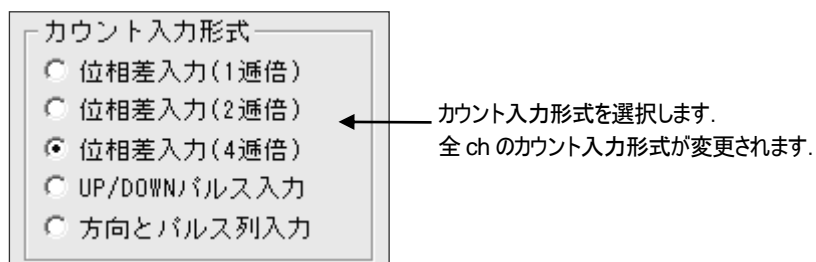 カウント入力形式
位相差入力(1逓倍)
位相差入力(2逓倍)
位相差入力(4逓倍)
UP/DOWNパルス入力
方向とパルス列入力
カウント入力形式を選択します.
全 ch のカウント入力形式が変更されます.